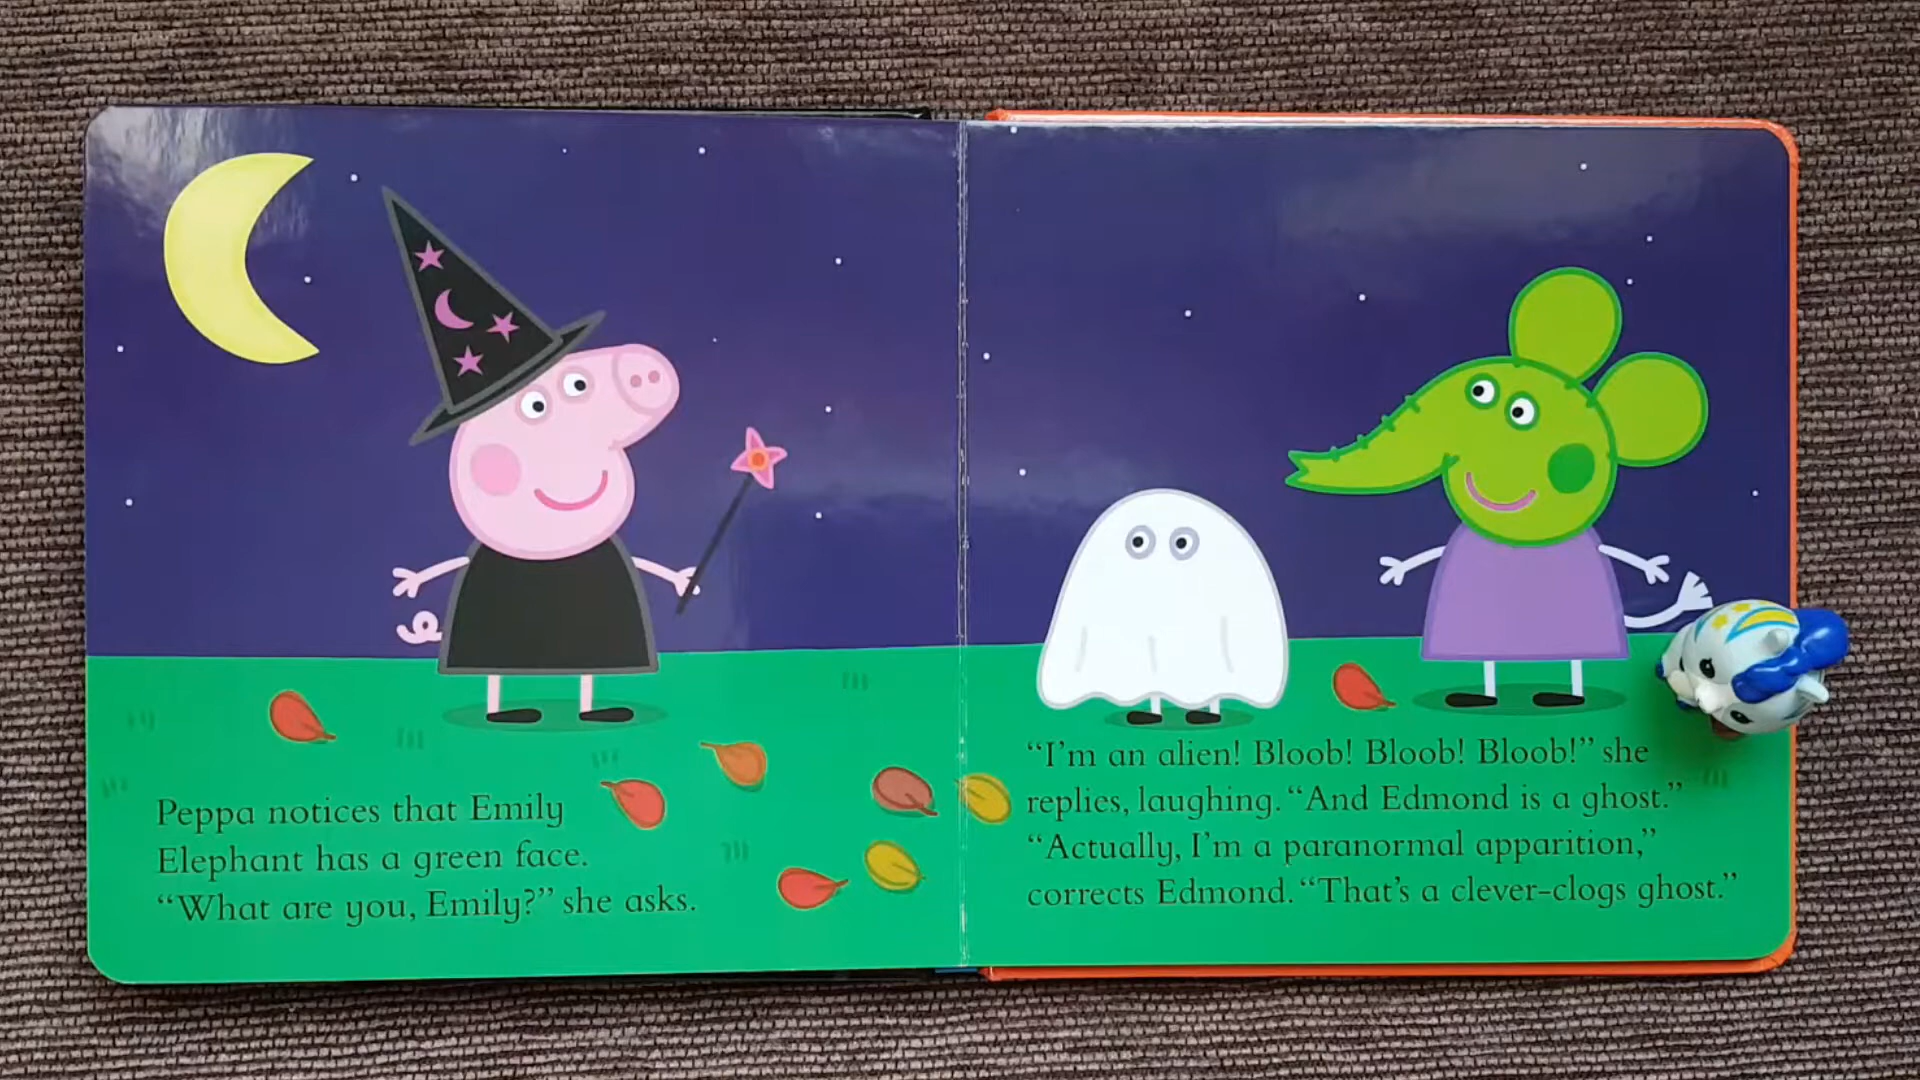 Peppa notices that Emily
Elephant has a green face.
“What are you, Emily?” she asks.
“I’m an alien! Bloob! Bloob! Bloob!” she
replies, laughing. “And Edmond is a ghost.”
“Actually, I’m a paranormal apparition,”
corrects Edmond. “That’s a clever-clogs ghost.”